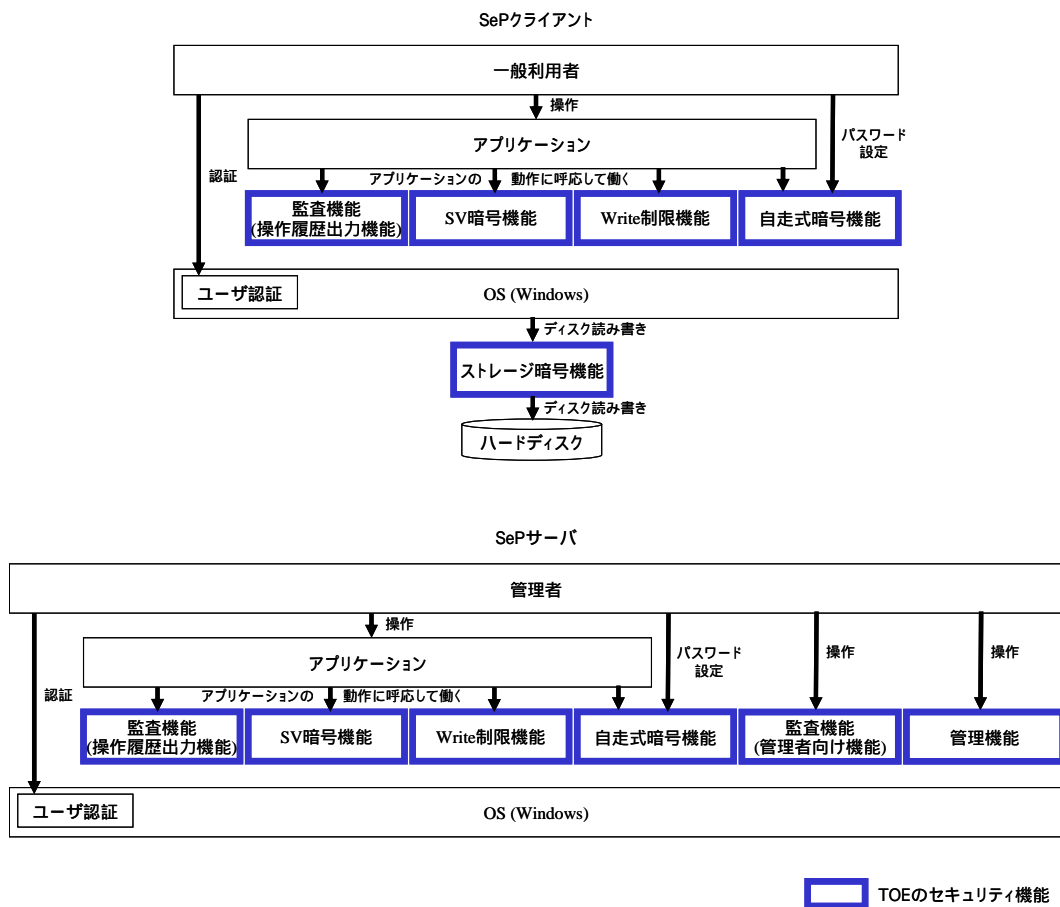 SePクライアント
一般利用者
操作
パスワード
設定
アプリケーション
認証
アプリケーションの 動作に呼応して働く
監査機能
(操作履歴出力機能)
SV暗号機能
Write制限機能
自走式暗号機能
ユーザ認証
OS (Windows)
ディスク読み書き
ストレージ暗号機能
ディスク読み書き
ハードディスク
SePサーバ
管理者
操作
アプリケーション
パスワード
設定
操作
操作
認証
アプリケーションの 動作に呼応して働く
監査機能
(操作履歴出力機能)
SV暗号機能
Write制限機能
自走式暗号機能
監査機能
(管理者向け機能)
管理機能
ユーザ認証
OS (Windows)
TOEのセキュリティ機能